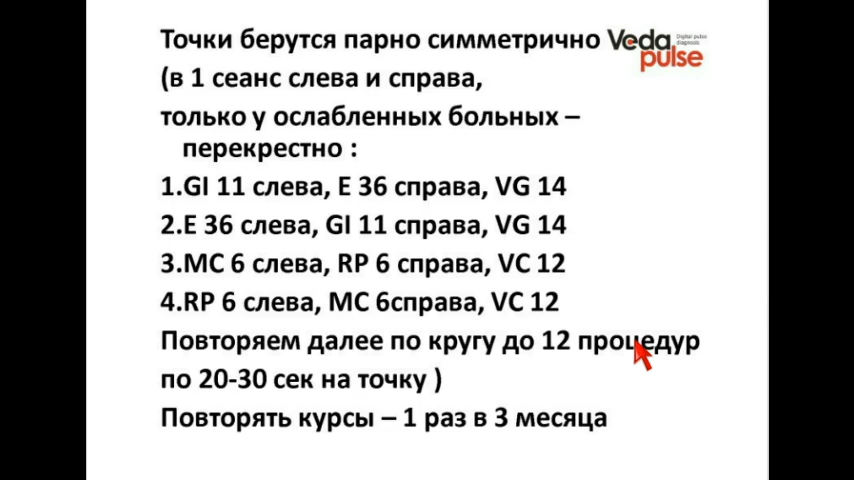 Точки берутся парно симметрично
Veda
pulse
Digital pulse
diagnosis
(в 1 сеанс слева и справа,
только у ослабленных больных –
перекрестно :
1.GI 11 слева, E 36 справа, VG 14
2.E 36 слева, GI 11 справа, VG 14
3.MC 6 слева, RP 6 справа, VC 12
4.RP 6 слева, MC 6справа, VC 12
Повторяем далее по кругу до 12 процедур
по 20-30 сек на точку )
Повторять курсы – 1 раз в 3 месяца